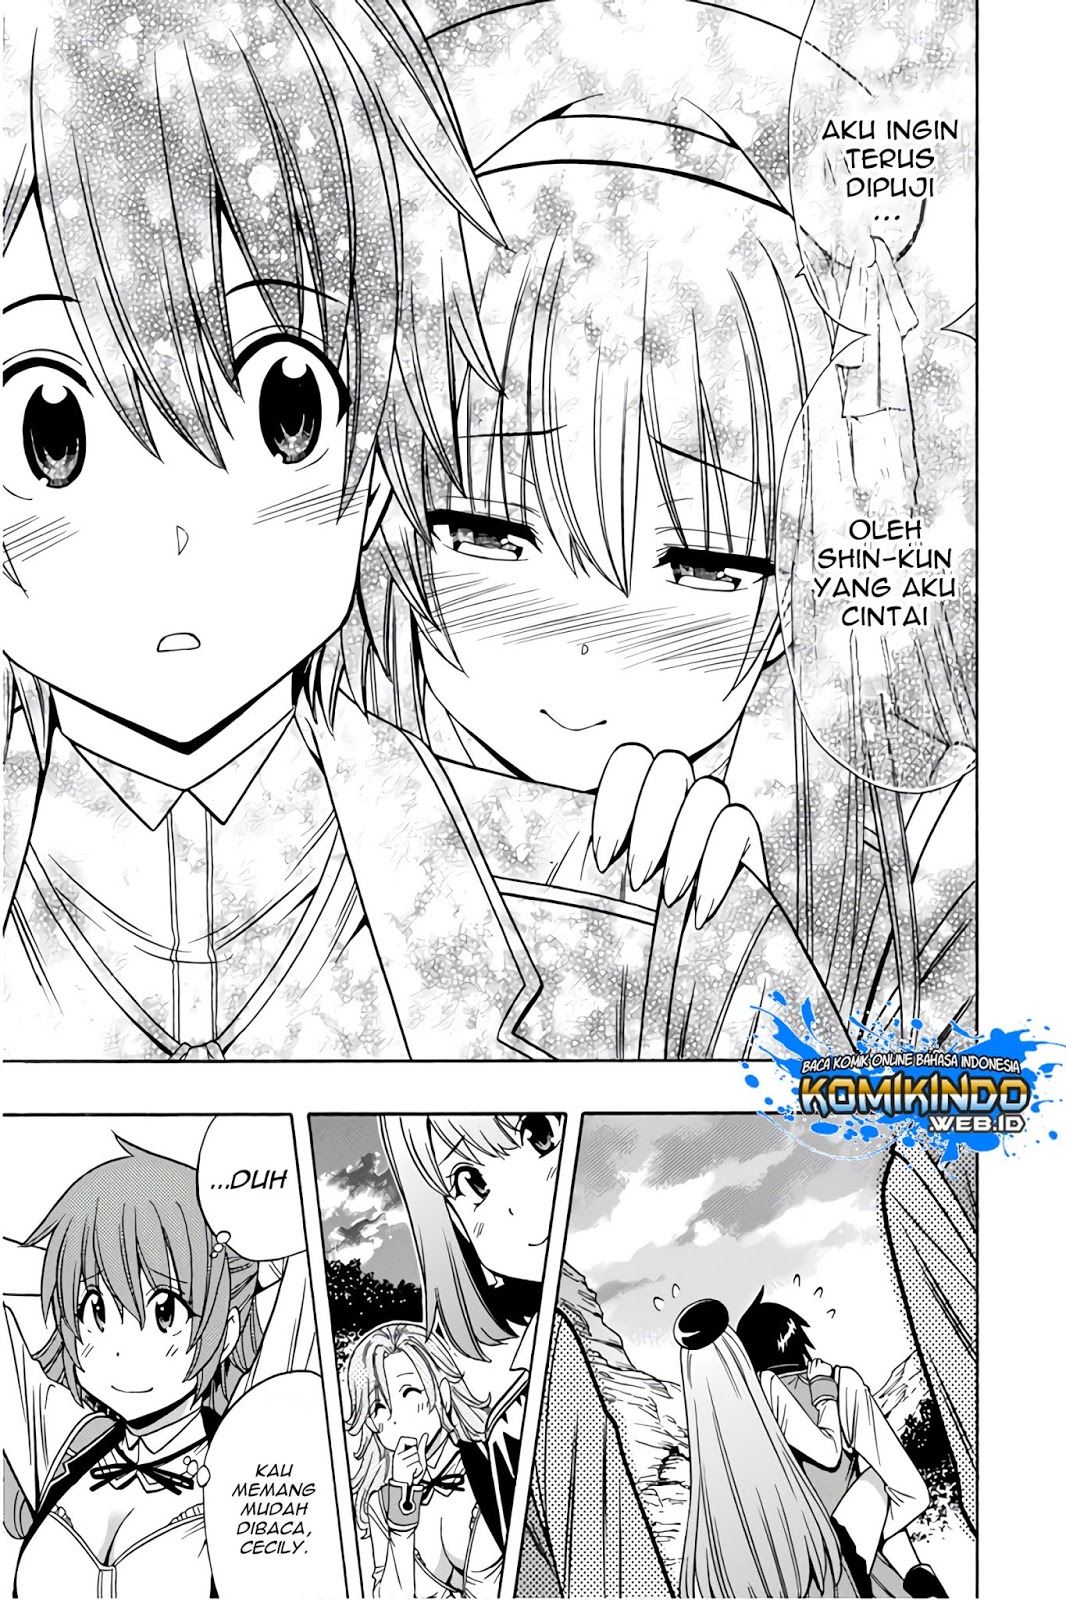 AKU INGIN
TERUS
DIPUJI
...
OLEH
SHIN-KUN
YANG AKU
CINTAI
BACA KOMIK ONLINE BAHASA INDONESIA
KOMIKINDO
.WEB.ID
...DUH
KAU
MEMANG
MUDAH
DIBACA,
CECILY.